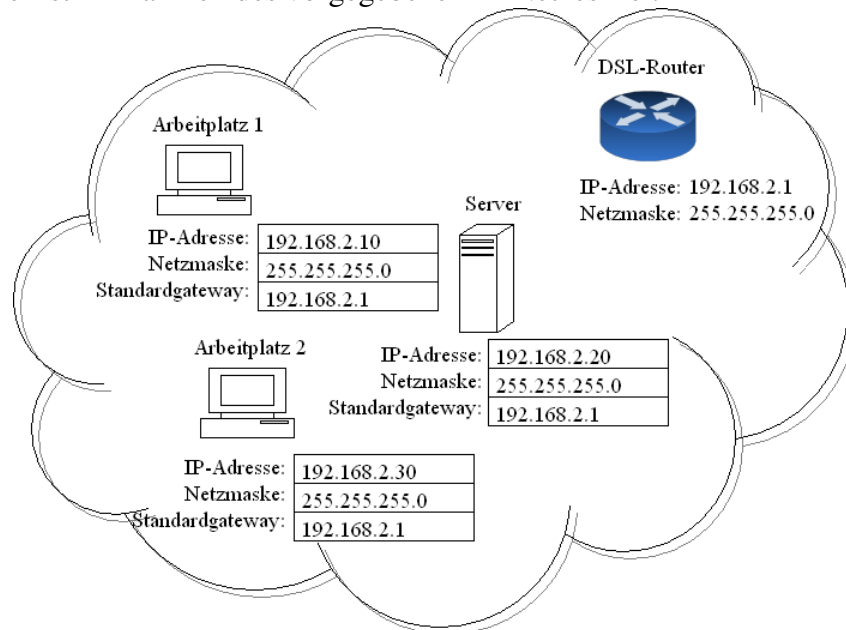 DSL-Router
IP-Adresse: 192.168.2.1
Netzmaske: 255.255.255.0
Arbeitplatz 1
IP-Adresse: 192.168.2.10
Netzmaske: 255.255.255.0
Standardgateway: 192.168.2.1
Server
IP-Adresse: 192.168.2.20
Netzmaske: 255.255.255.0
Standardgateway: 192.168.2.1
Arbeitplatz 2
IP-Adresse: 192.168.2.30
Netzmaske: 255.255.255.0
Standardgateway: 192.168.2.1